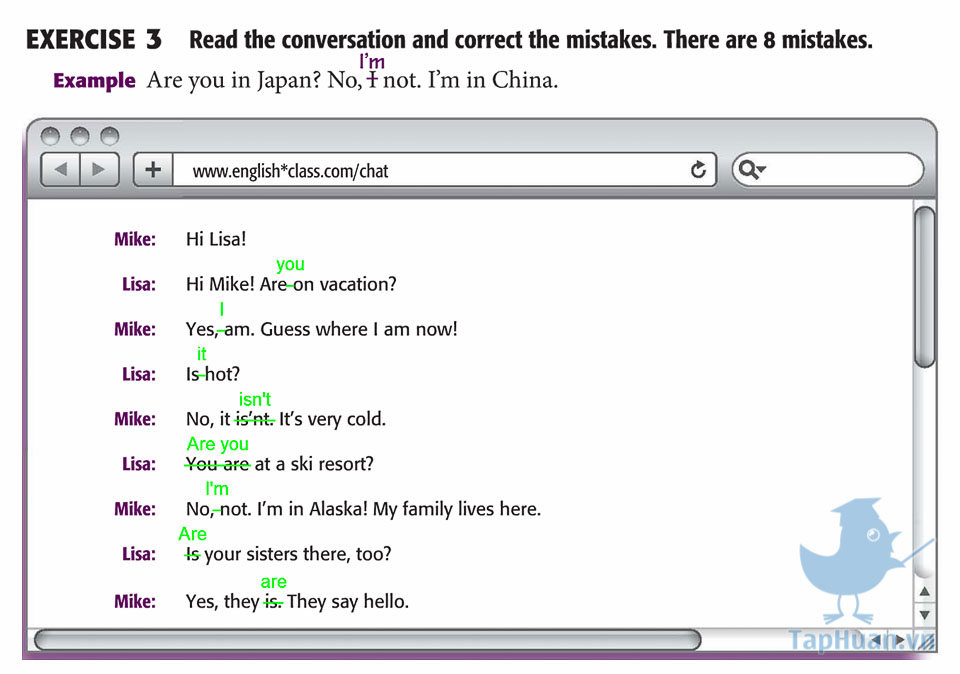 EXERCISE 3 Read the conversation and correct the mistakes. There are 8 mistakes.
I'm
Example Are you in Japan? No, I not. I'm in China.
www.english*class.com/chat
Mike: Hi Lisa!
you
Lisa: Hi Mike! Are on vacation?
I
Mike: Yes, am. Guess where I am now!
it
Lisa: Is hot?
isn't
Mike: No, it is'nt. It's very cold.
Are you
Lisa: You are at a ski resort?
I'm
Mike: No, not. I'm in Alaska! My family lives here.
Are
Lisa: Is your sisters there, too?
are
Mike: Yes, they is. They say hello.
TapHuan.vn